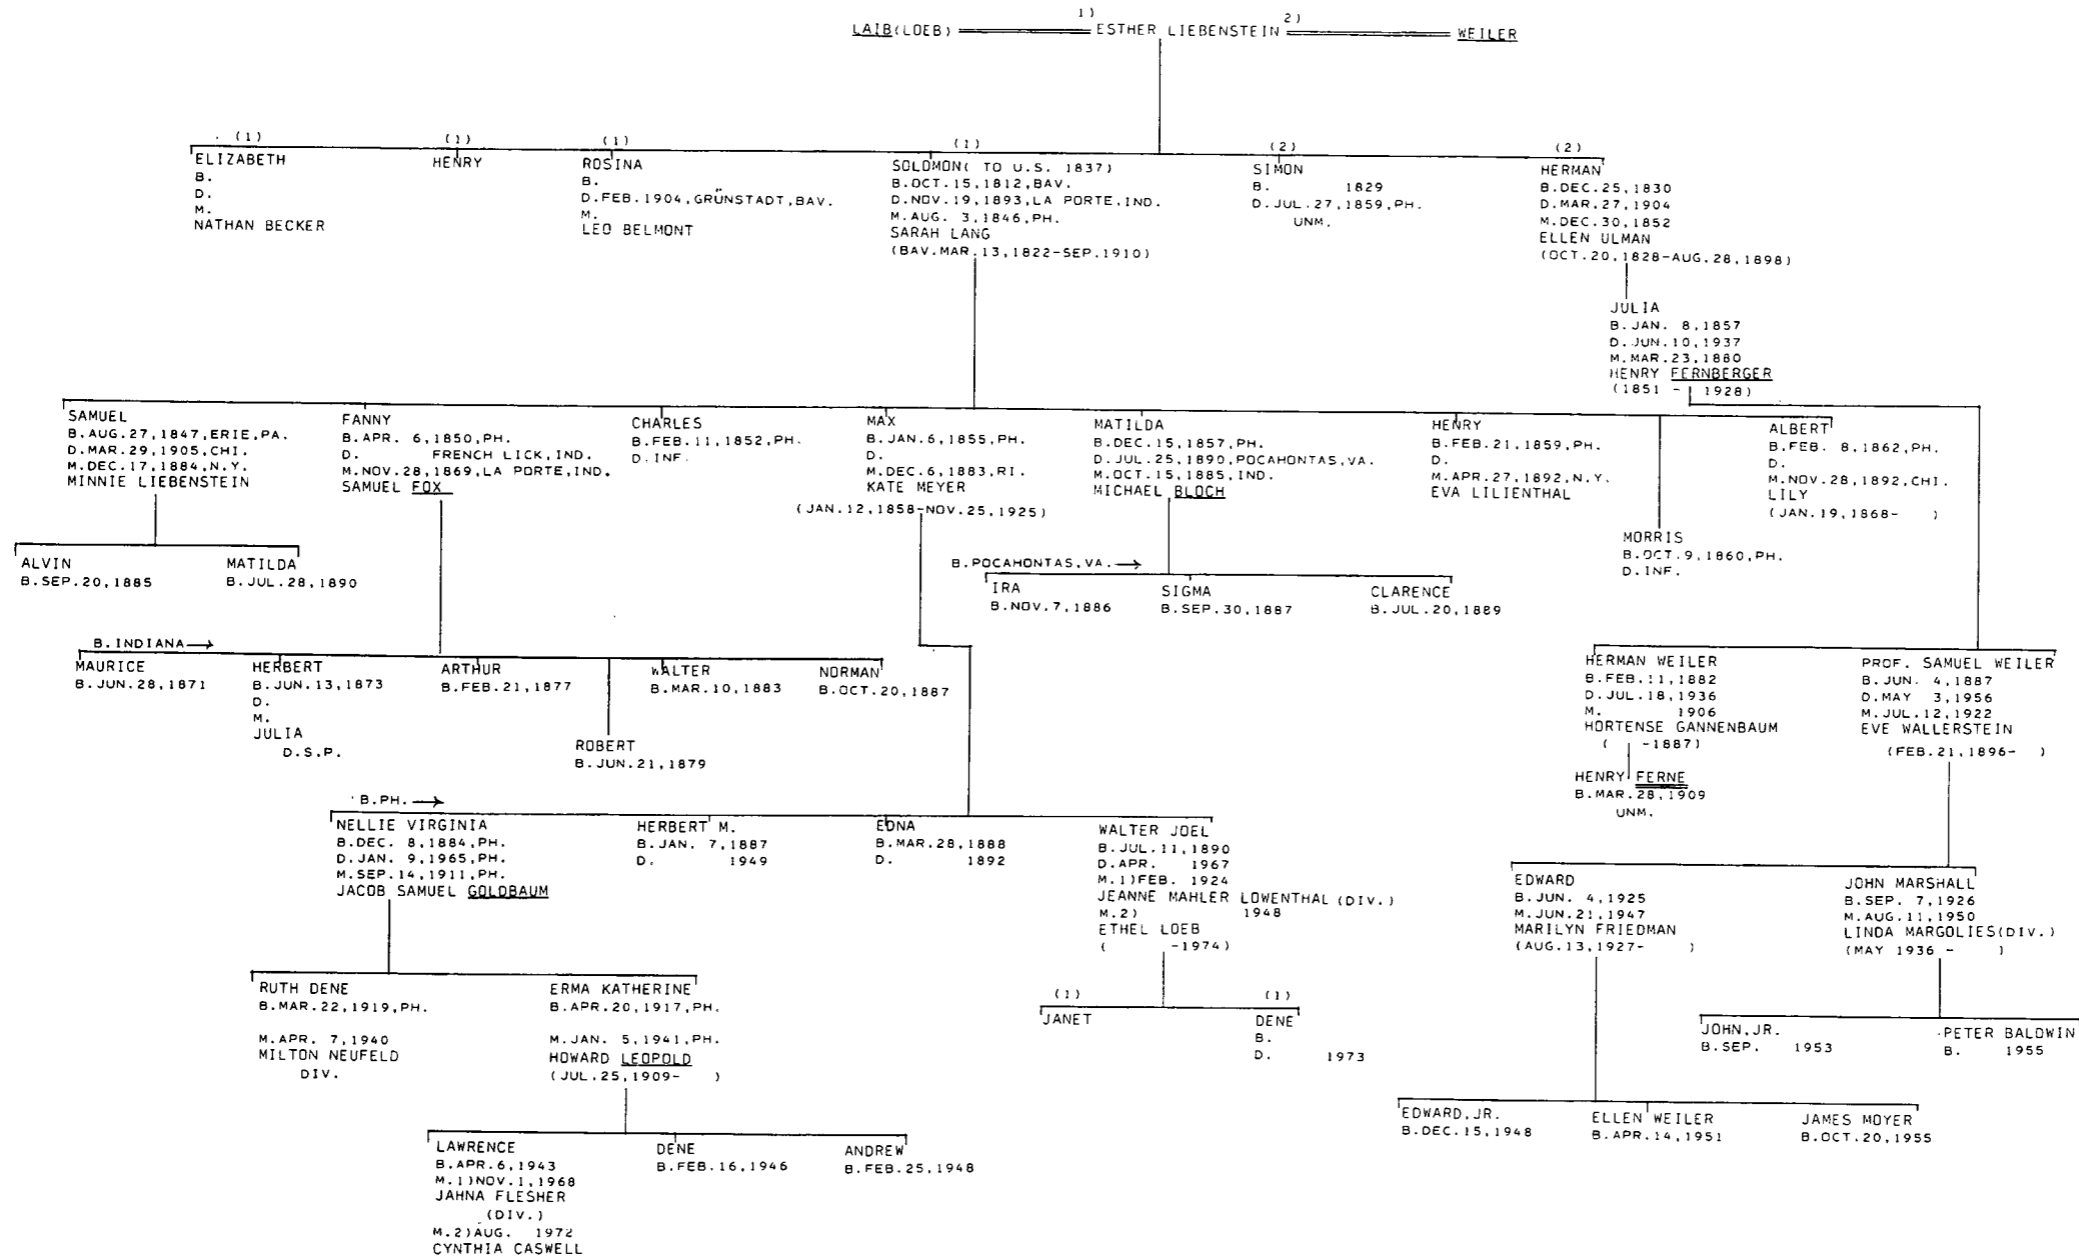 1) 2)
LAIB(LOEB) ESTHER LIEBENSTEIN WEILER
(1) (1) (1) (1) (2) (2)
ELIZABETH
B.
D.
M.
NATHAN BECKER
HENRY
ROSINA
B.
D.FEB.1904,GRÜNSTADT,BAV.
M.
LEO BELMONT
SOLOMON( TO U.S. 1837)
B.OCT.15,1812,BAV.
D.NOV.19,1893,LA PORTE,IND.
M.AUG. 3,1846,PH.
SARAH LANG
(BAV.MAR.13,1822-SEP.1910)
SIMON
B. 1829
D.JUL.27,1859,PH.
UNM.
HERMAN
B.DEC.25,1830
D.MAR.27,1904
M.DEC.30,1852
ELLEN ULMAN
(OCT.20,1828-AUG.28,1898)
JULIA
B.JAN. 8,1857
D.JUN.10,1937
M.MAR.23,1880
HENRY FERNBERGER
(1851 - 1928)
SAMUEL
B.AUG.27,1847,ERIE,PA.
D.MAR.29,1905,CHI.
M.DEC.17,1884,N.Y.
MINNIE LIEBENSTEIN
FANNY
B.APR. 6,1850,PH.
D. FRENCH LICK,IND.
M.NOV.28,1869,LA PORTE,IND.
SAMUEL FOX
CHARLES
B.FEB.11,1852,PH.
D.INF.
MAX
B.JAN.6,1855,PH.
D.
M.DEC.6,1883,RI.
KATE MEYER
(JAN.12,1858-NOV.25,1925)
MATILDA
B.DEC.15,1857,PH.
D.JUL.25,1890,POCAHONTAS,VA.
M.OCT.15,1885,IND.
MICHAEL BLOCH
HENRY
B.FEB.21,1859,PH.
D.
M.APR.27,1892,N.Y.
EVA LILIENTHAL
MORRIS
B.OCT.9,1860,PH.
D.INF.
ALBERT
B.FEB. 8,1862,PH.
D.
M.NOV.28,1892,CHI.
LILY
(JAN.19,1868- )
ALVIN
B.SEP.20,1885
MATILDA
B.JUL.28,1890
B.POCAHONTAS,VA.→
IRA
B.NOV.7,1886
SIGMA
B.SEP.30,1887
CLARENCE
B.JUL.20,1889
B.INDIANA→
MAURICE
B.JUN.28,1871
HERBERT
B.JUN.13,1873
D.
M.
JULIA
D.S.P.
ARTHUR
B.FEB.21,1877
ROBERT
B.JUN.21,1879
WALTER
B.MAR.10,1883
NORMAN
B.OCT.20,1887
HERMAN WEILER
B.FEB.11,1882
D.JUL.18,1936
M. 1906
HORTENSE GANNENBAUM
( -1887)
HENRY FERNE
B.MAR.28,1909
UNM.
PROF. SAMUEL WEILER
B.JUN. 4,1887
D.MAY 3,1956
M.JUL.12,1922
EVE WALLERSTEIN
(FEB.21,1896- )
B.PH.→
NELLIE VIRGINIA
B.DEC. 8,1884,PH.
D.JAN. 9,1965,PH.
M.SEP.14,1911,PH.
JACOB SAMUEL GOLDBAUM
HERBERT M.
B.JAN. 7,1887
D. 1949
EDNA
B.MAR.28,1888
D. 1892
WALTER JOEL
B.JUL.11,1890
D.APR. 1967
M.1)FEB. 1924
JEANNE MAHLER LOWENTHAL(DIV.)
M.2) 1948
ETHEL LOEB
( -1974)
EDWARD
B.JUN. 4,1925
M.JUN.21,1947
MARILYN FRIEDMAN
(AUG.13,1927- )
JOHN MARSHALL
B.SEP. 7,1926
M.AUG.11,1950
LINDA MARGOLIES(DIV.)
(MAY 1936 - )
RUTH DENE
B.MAR.22,1919,PH.
M.APR. 7,1940
MILTON NEUFELD
DIV.
ERMA KATHERINE
B.APR.20,1917,PH.
M.JAN. 5,1941,PH.
HOWARD LEOPOLD
(JUL.25,1909- )
(1) (1)
JANET
DENE
B.
D. 1973
JOHN,JR.
B.SEP. 1953
PETER BALDWIN
B. 1955
EDWARD,JR.
B.DEC.15,1948
ELLEN WEILER
B.APR.14,1951
JAMES MOYER
B.OCT.20,1955
LAWRENCE
B.APR.6,1943
M.1)NOV.1,1968
JAHNA FLESHER
(DIV.)
M.2)AUG. 1972
CYNTHIA CASWELL
DENE
B.FEB.16,1946
ANDREW
B.FEB.25,1948